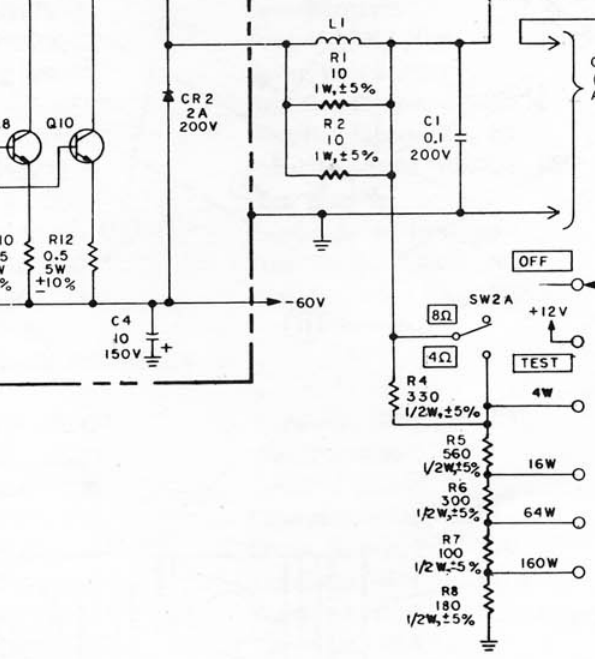 L1
R1
10
1W,±5%
R2
10
1W,±5%
CR2
2A
200V
Q10
8
C1
0.1
200V
10
5
W
%
R12
0.5
5W
±10%
-60V
C4
10
150V
+
OFF
SW2A
+12V
8Ω
4Ω
TEST
R4
330
1/2W,±5%
4W
R5
560
1/2W,±5%
16W
R6
300
1/2W,±5%
64W
R7
100
1/2W,±5%
160W
R8
180
1/2W,±5%